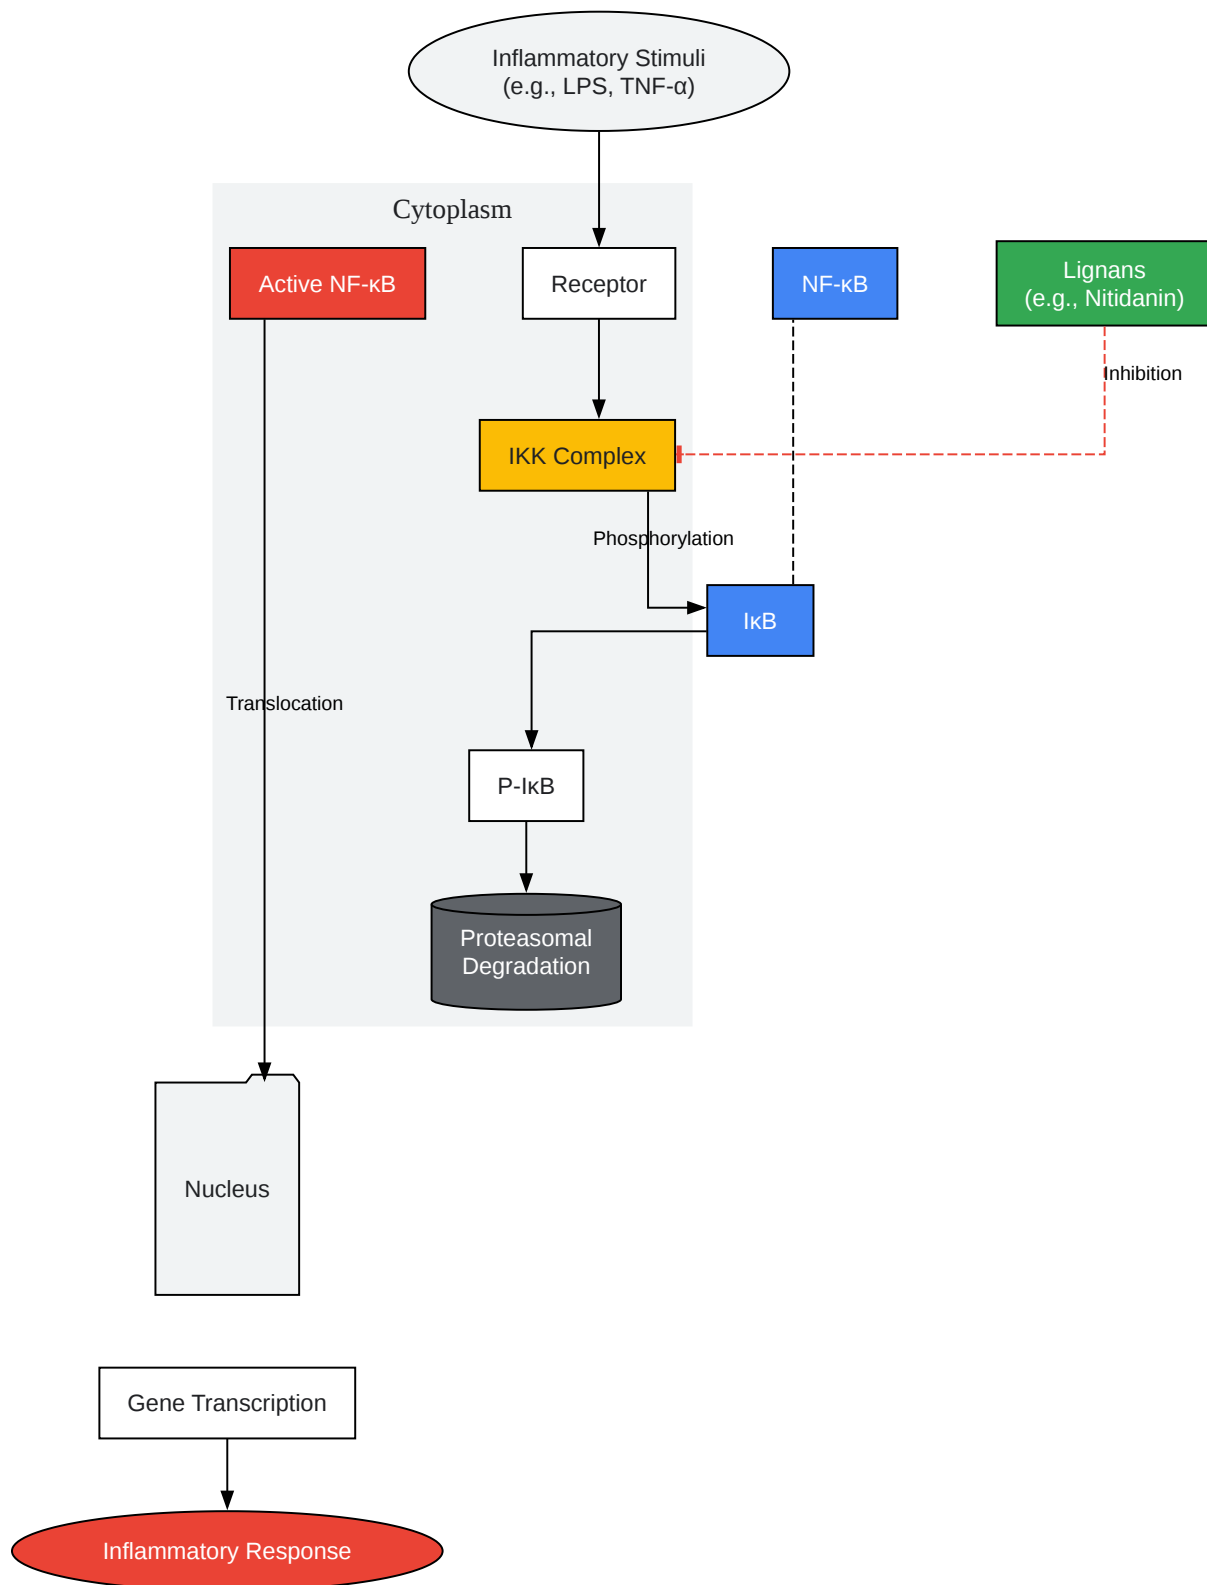 Inflammatory Stimuli
(e.g., LPS, TNF-α)
Cytoplasm
Active NF-κB
Receptor
NF-κB
Lignans
(e.g., Nitidanin)
Inhibition
IKK Complex
Phosphorylation
IκB
Translocation
P-IκB
Proteasomal
Degradation
Nucleus
Gene Transcription
Inflammatory Response